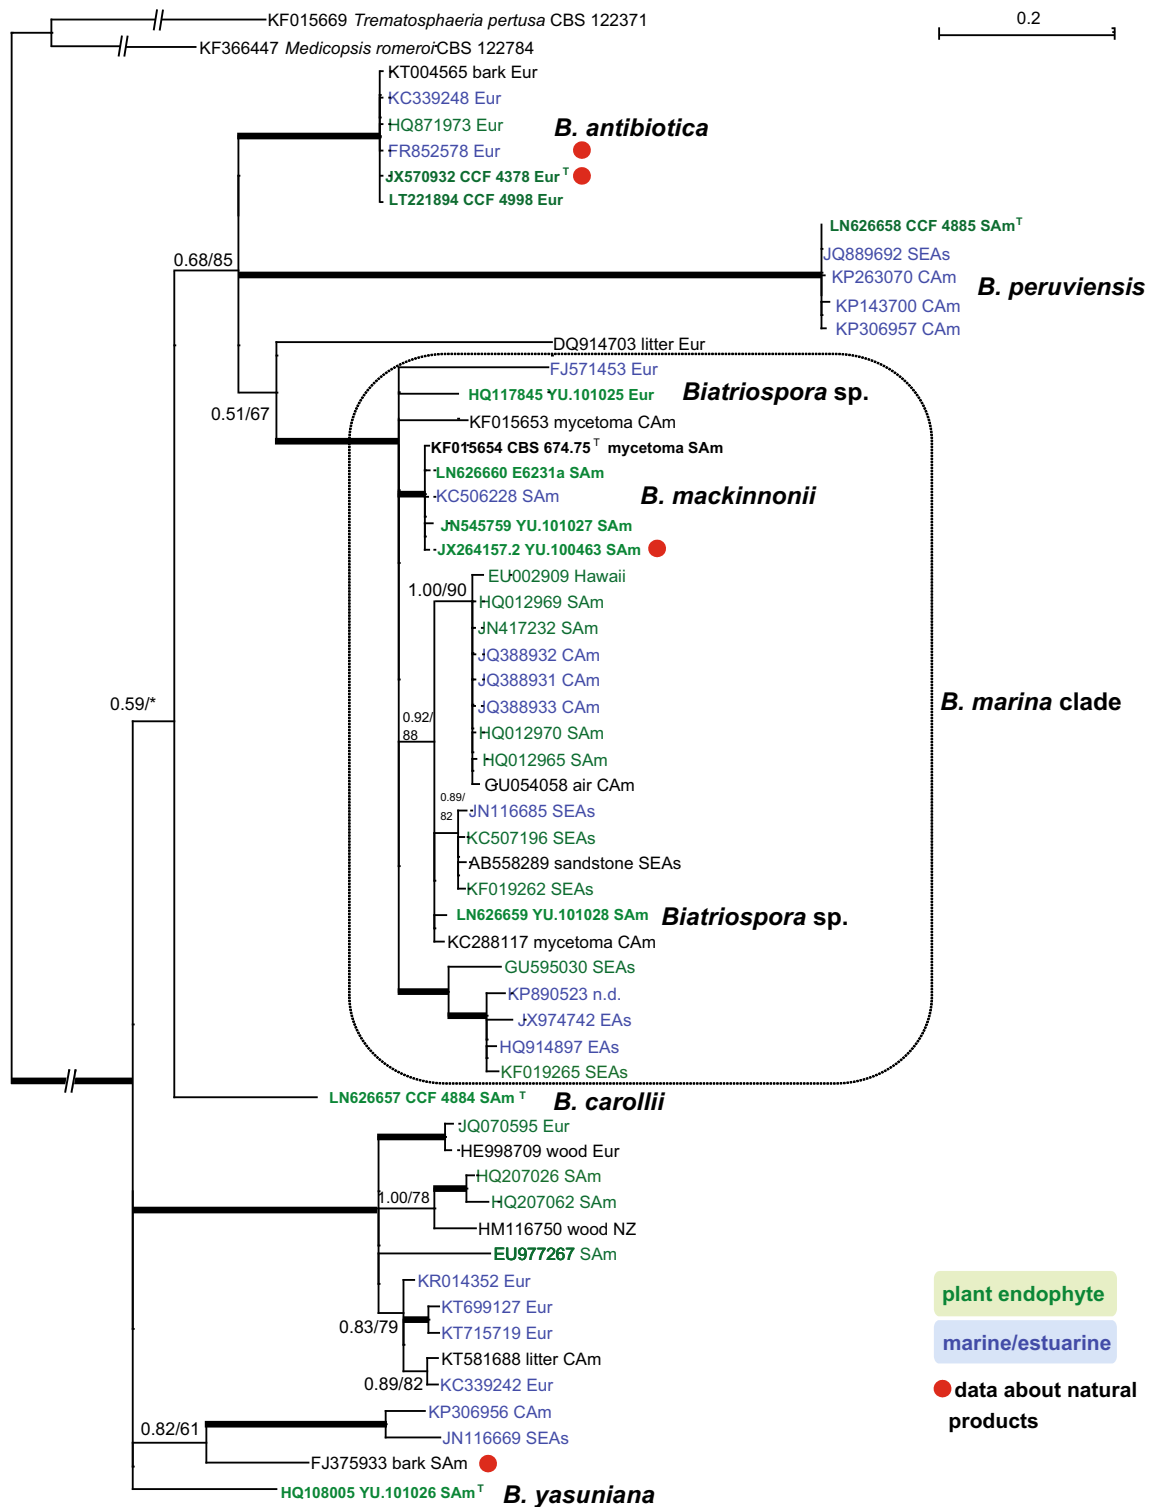 KF015669 Trematosphaeria pertusa CBS 122371
0.2
KF366447 Medicopsis romeroi CBS 122784
KT004565 bark Eur
KC339248 Eur
HQ871973 Eur
B. antibiotica
FR852578 Eur
JX570932 CCF 4378 Eur T
LT221894 CCF 4998 Eur
LN626658 CCF 4885 SAm T
JQ889692 SEAs
0.68/85
KP263070 CAm
B. peruviensis
KP143700 CAm
KP306957 CAm
DQ914703 litter Eur
FJ571453 Eur
HQ117845 YU.101025 Eur
Biatriospora sp.
0.51/67
KF015653 mycetoma CAm
KF015654 CBS 674.75 T mycetoma SAm
LN626660 E6231a SAm
KC506228 SAm
B. mackinnonii
JN545759 YU.101027 SAm
JX264157.2 YU.100463 SAm
EU002909 Hawaii
1.00/90
HQ012969 SAm
JN417232 SAm
JQ388932 CAm
JQ388931 CAm
0.59/*
JQ388933 CAm
B. marina clade
0.92/
88
HQ012970 SAm
HQ012965 SAm
GU054058 air CAm
0.89/
82
JN116685 SEAs
KC507196 SEAs
AB558289 sandstone SEAs
KF019262 SEAs
LN626659 YU.101028 SAm
Biatriospora sp.
KC288117 mycetoma CAm
GU595030 SEAs
KP890523 n.d.
JX974742 EAs
HQ914897 EAs
KF019265 SEAs
LN626657 CCF 4884 SAm T
B. carollii
JQ070595 Eur
HE998709 wood Eur
HQ207026 SAm
1.00/78
HQ207062 SAm
HM116750 wood NZ
EU977267 SAm
KR014352 Eur
KT699127 Eur
0.83/79
KT715719 Eur
KT581688 litter CAm
0.89/82
KC339242 Eur
plant endophyte
marine/estuarine
data about natural
products
KP306956 CAm
0.82/61
JN116669 SEAs
FJ375933 bark SAm
HQ108005 YU.101026 SAm T
B. yasuniana